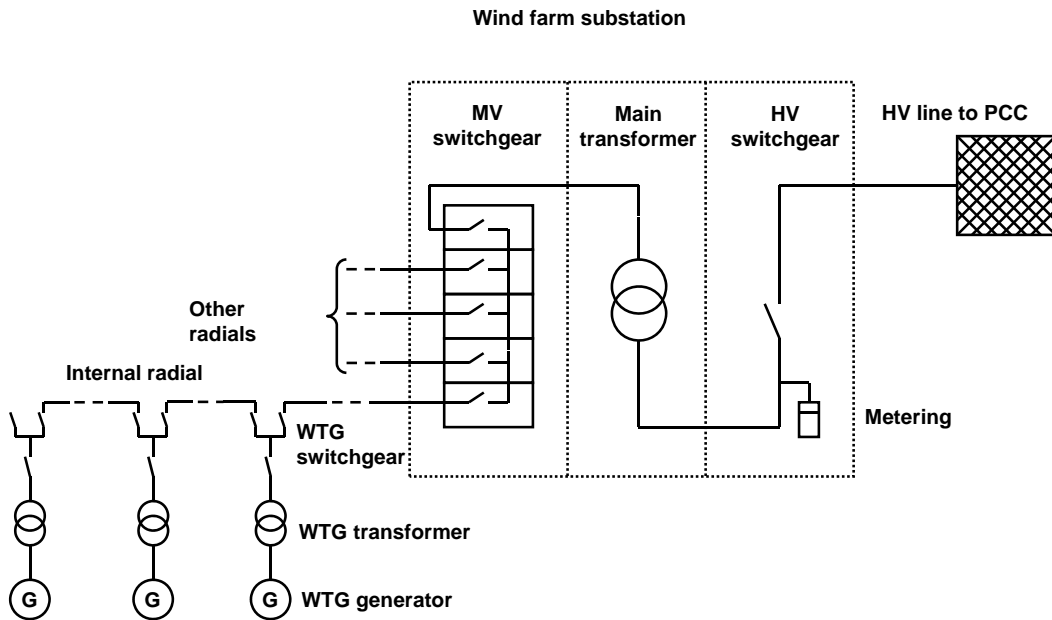 Wind farm substation
MV
switchgear
Main
transformer
HV
switchgear
HV line to PCC
Other
radials
Internal radial
WTG
switchgear
Metering
WTG transformer
G
G
G
WTG generator